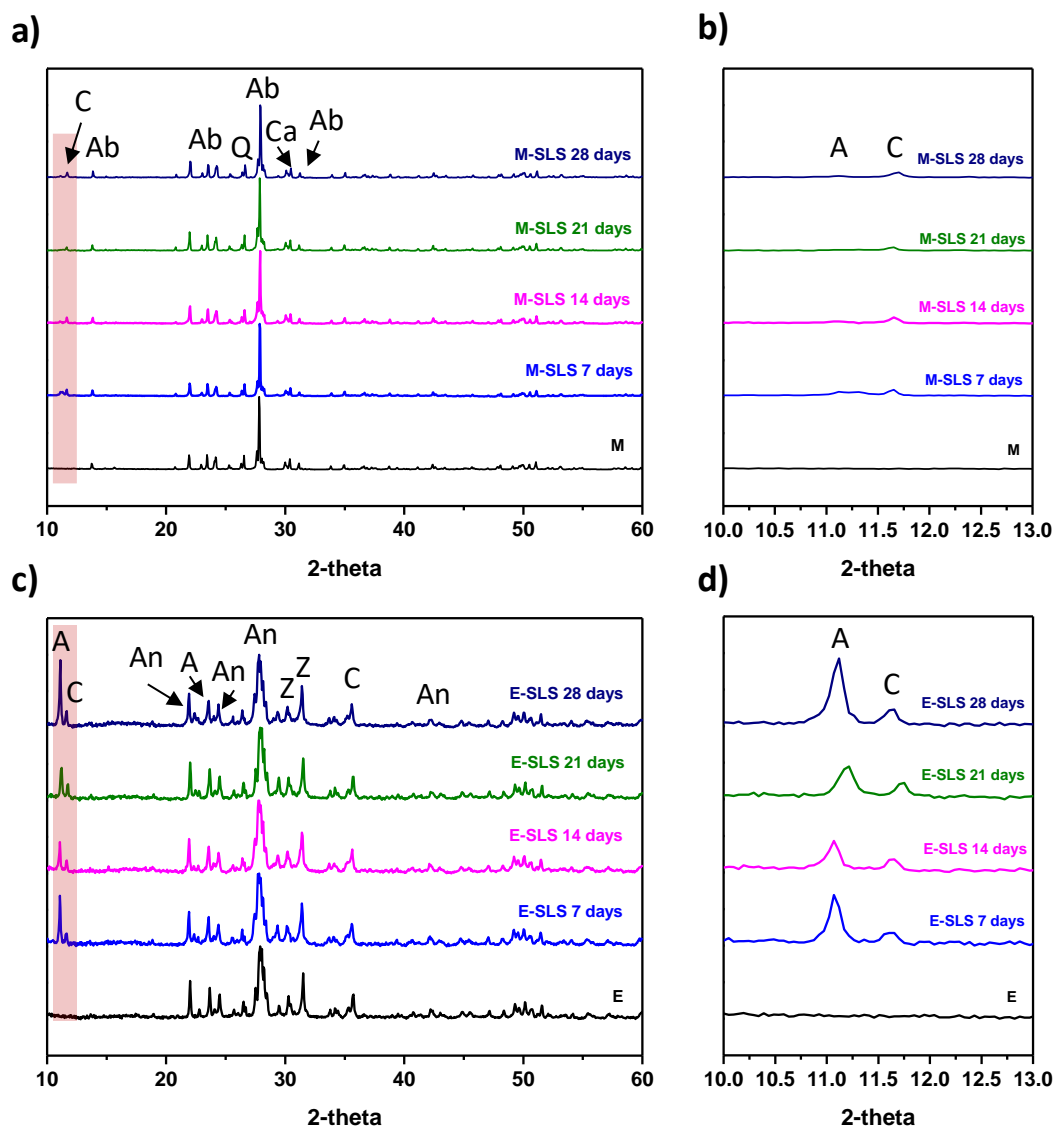 a)
b)
Ab
C
Ab
Ab
Q
Ca
Ab
M-SLS 28 days
M-SLS 21 days
M-SLS 14 days
M-SLS 7 days
M
10 20 30 40 50 60
2-theta
A
C
M-SLS 28 days
M-SLS 21 days
M-SLS 14 days
M-SLS 7 days
M
10.0 10.5 11.0 11.5 12.0 12.5 13.0
2-theta
c)
d)
A
C
An
A
An
An
Z
Z
C
An
E-SLS 28 days
E-SLS 21 days
E-SLS 14 days
E-SLS 7 days
E
10 20 30 40 50 60
2-theta
A
C
E-SLS 28 days
E-SLS 21 days
E-SLS 14 days
E-SLS 7 days
E
10.0 10.5 11.0 11.5 12.0 12.5 13.0
2-theta